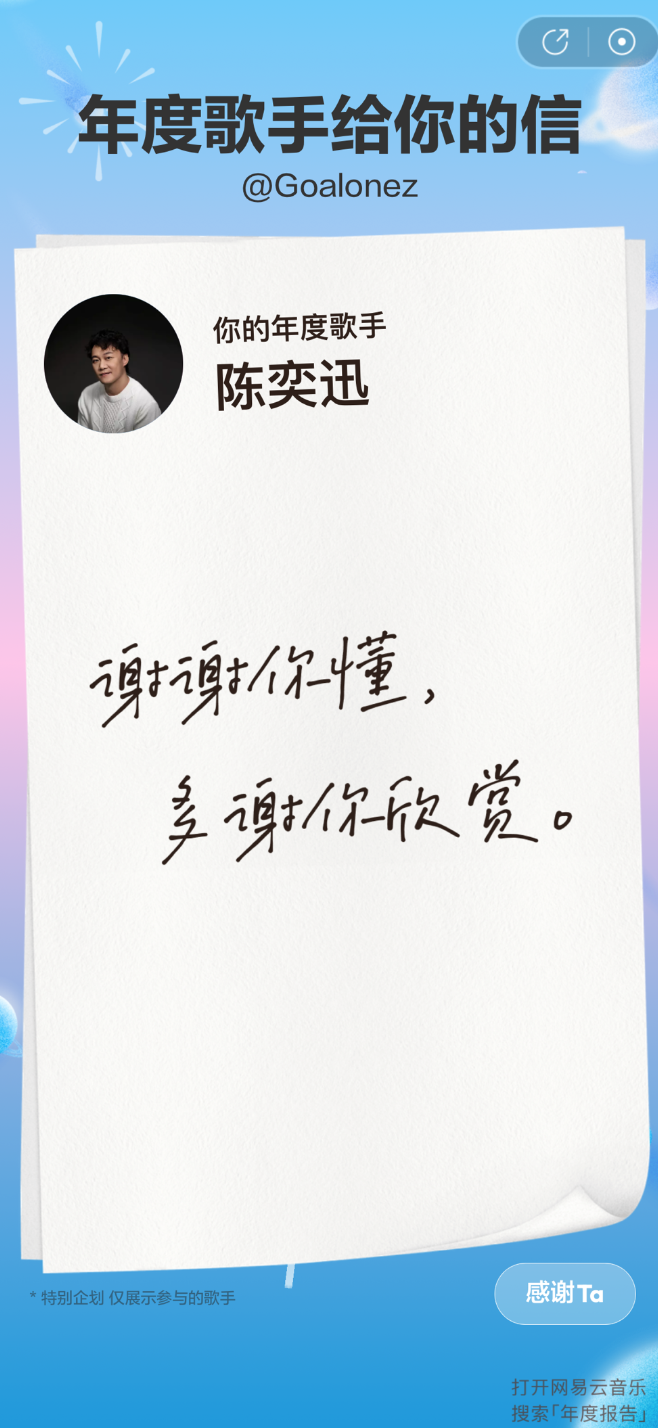 年度歌手给你的信
@Goalonez
你的年度歌手
陈奕迅
谢谢你懂，
多谢你欣赏。
* 特别企划 仅展示参与的歌手
感谢Ta
打开网易云音乐
搜索「年度报告」